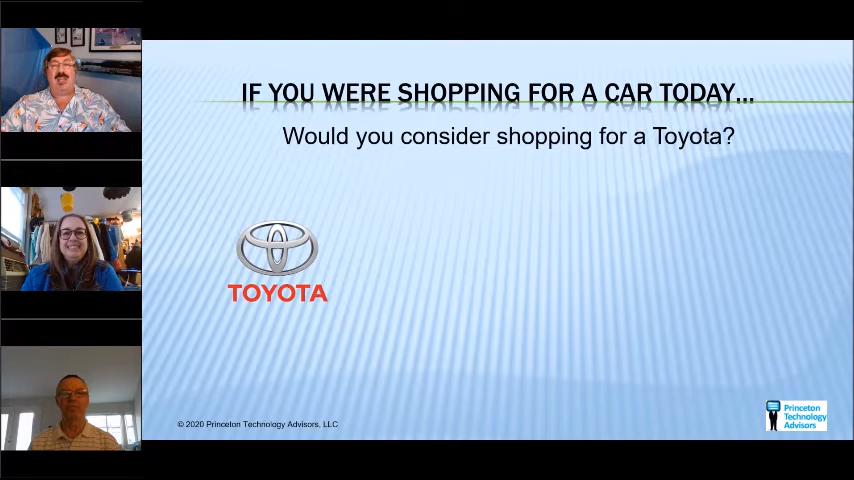 IF YOU WERE SHOPPING FOR A CAR TODAY...
Would you consider shopping for a Toyota?
TOYOTA
© 2020 Princeton Technology Advisors, LLC
Princeton
Technology
Advisors